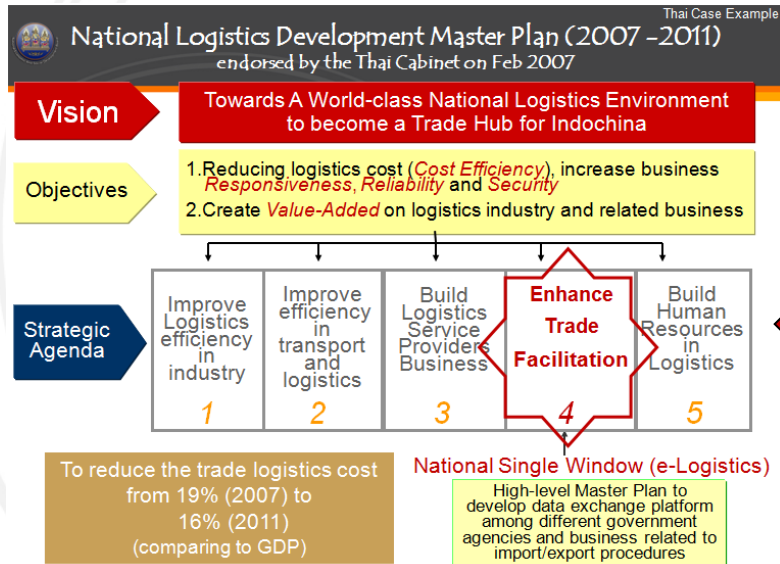 Thai Case Example
National Logistics Development Master Plan (2007 -2011)
endorsed by the Thai Cabinet on Feb 2007
Vision
Towards A World-class National Logistics Environment
to become a Trade Hub for Indochina
Objectives
1.Reducing logistics cost (Cost Efficiency), increase business
Responsiveness, Reliability and Security
2.Create Value-Added on logistics industry and related business
Strategic
Agenda
Improve
Logistics
efficiency
in
industry
1
Improve
efficiency
in
transport
and
logistics
2
Build
Logistics
Service
Providers
Business
3
Enhance
Trade
Facilitation
4
Build
Human
Resources
in
Logistics
5
To reduce the trade logistics cost
from 19% (2007) to
16% (2011)
(comparing to GDP)
National Single Window (e-Logistics)
High-level Master Plan to
develop data exchange platform
among different government
agencies and business related to
import/export procedures